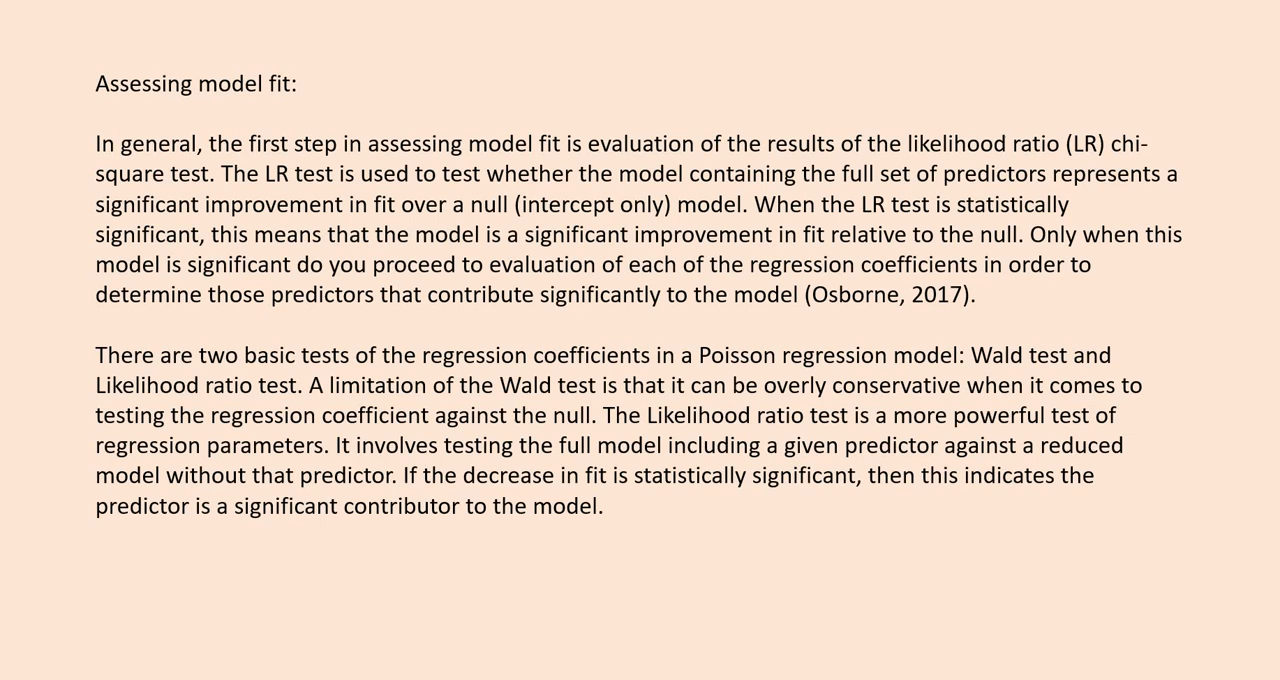 Assessing model fit:
In general, the first step in assessing model fit is evaluation of the results of the likelihood ratio (LR) chi-
square test. The LR test is used to test whether the model containing the full set of predictors represents a
significant improvement in fit over a null (intercept only) model. When the LR test is statistically
significant, this means that the model is a significant improvement in fit relative to the null. Only when this
model is significant do you proceed to evaluation of each of the regression coefficients in order to
determine those predictors that contribute significantly to the model (Osborne, 2017).
There are two basic tests of the regression coefficients in a Poisson regression model: Wald test and
Likelihood ratio test. A limitation of the Wald test is that it can be overly conservative when it comes to
testing the regression coefficient against the null. The Likelihood ratio test is a more powerful test of
regression parameters. It involves testing the full model including a given predictor against a reduced
model without that predictor. If the decrease in fit is statistically significant, then this indicates the
predictor is a significant contributor to the model.